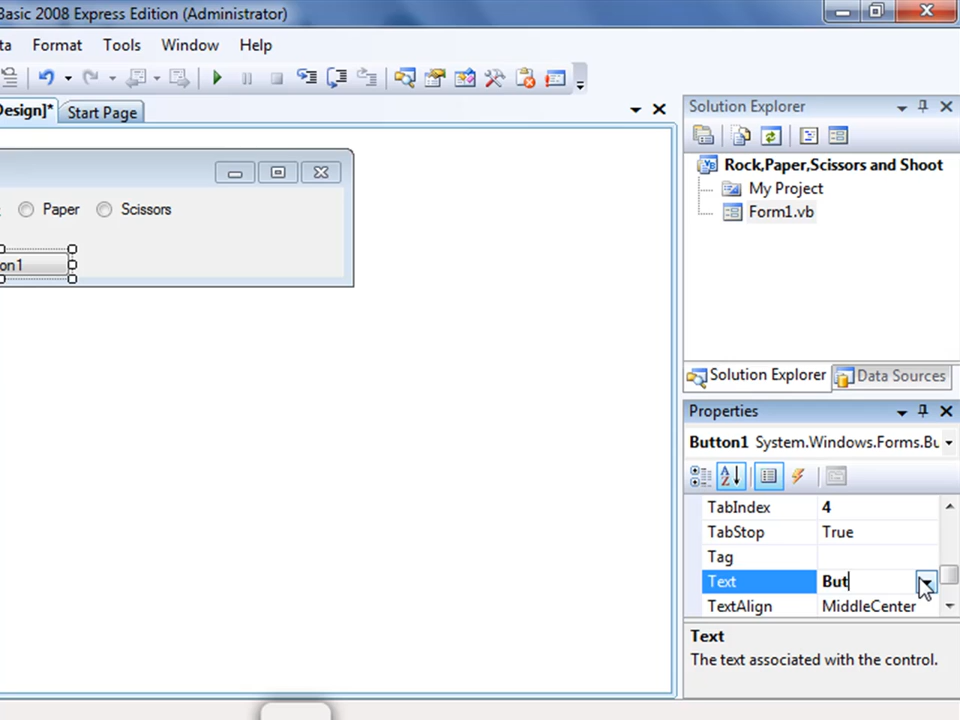 Basic 2008 Express Edition (Administrator)
ta Format Tools Window Help
Design]* Start Page
Solution Explorer
Rock,Paper,Scissors and Shoot
My Project
Form1.vb
Paper Scissors
on1
Solution Explorer Data Sources
Properties
Button1 System.Windows.Forms.Bu
TabIndex 4
TabStop True
Tag
Text But
TextAlign MiddleCenter
Text
The text associated with the control.